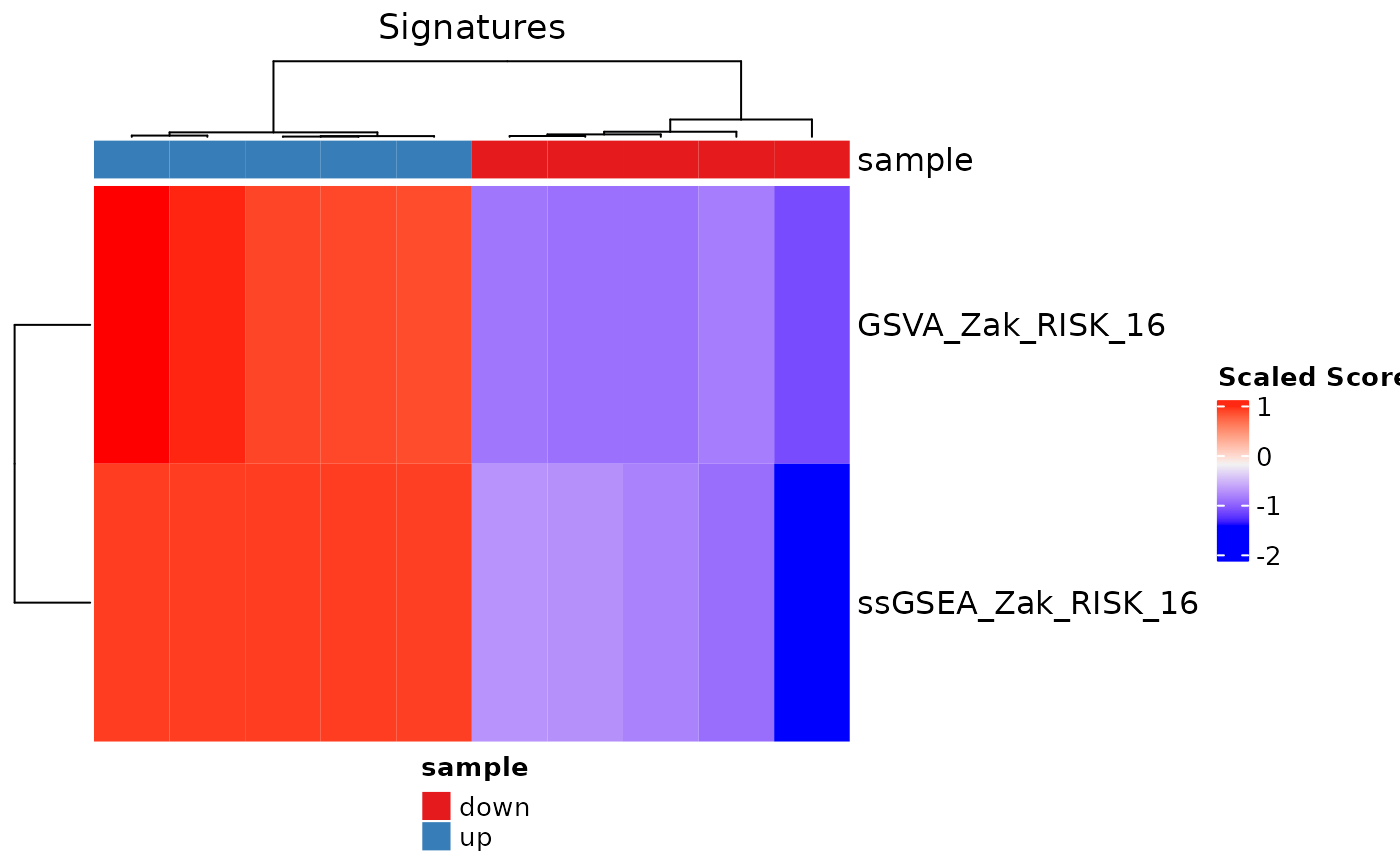 Signatures
sample
GSVA_Zak_RISK_16
Scaled Score
1
0
-1
-2
ssGSEA_Zak_RISK_16
sample
down
up